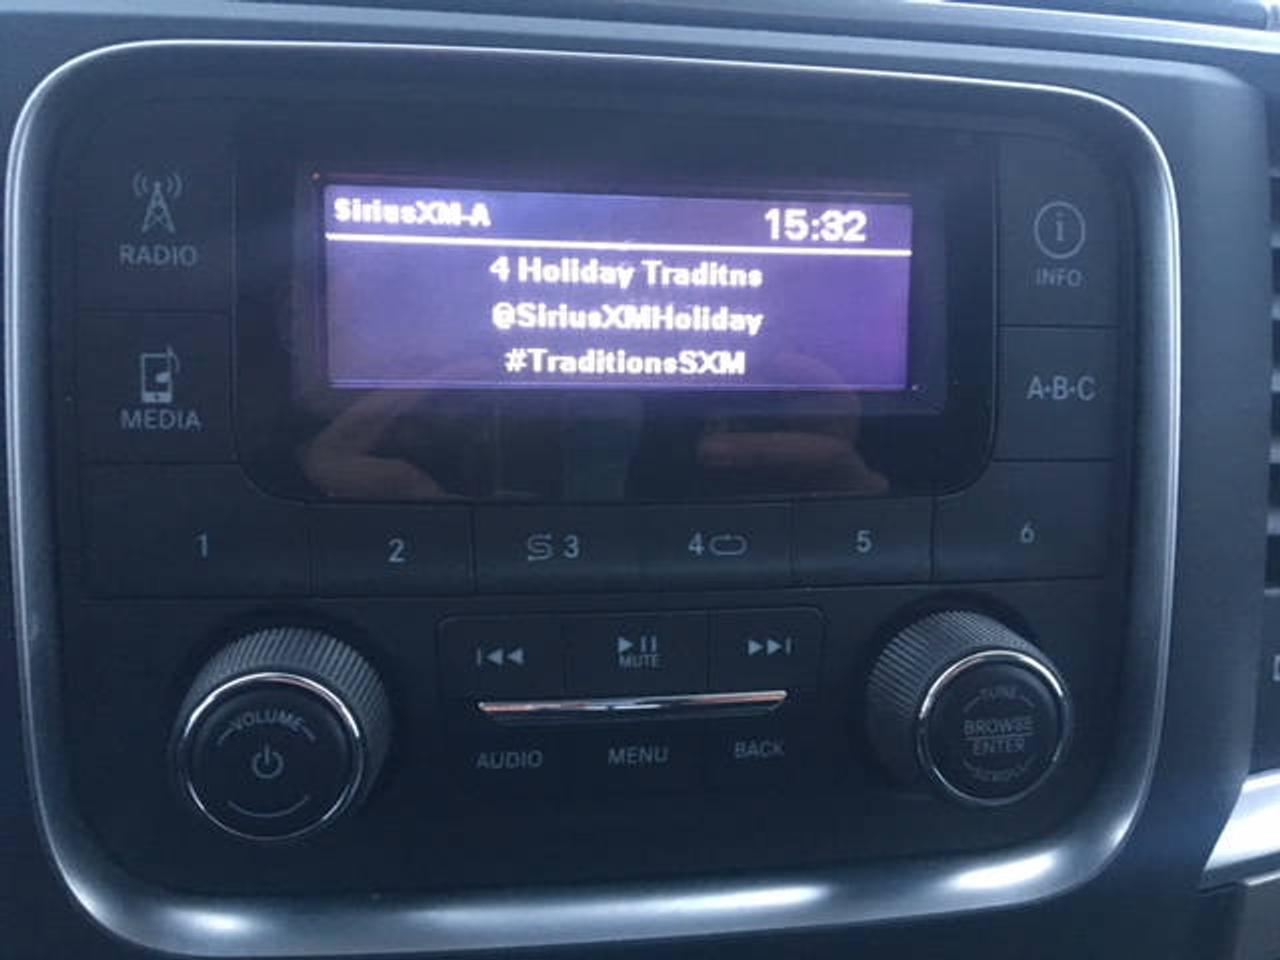 SiriusXM-A 15:32
4 Holiday Traditns
@SiriusXMHoliday
#TraditionsSXM
RADIO
INFO
MEDIA
A·B·C
1 2 3 4 5 6
MUTE
VOLUME
TUNE
BROWSE
ENTER
SCROLL
AUDIO MENU BACK